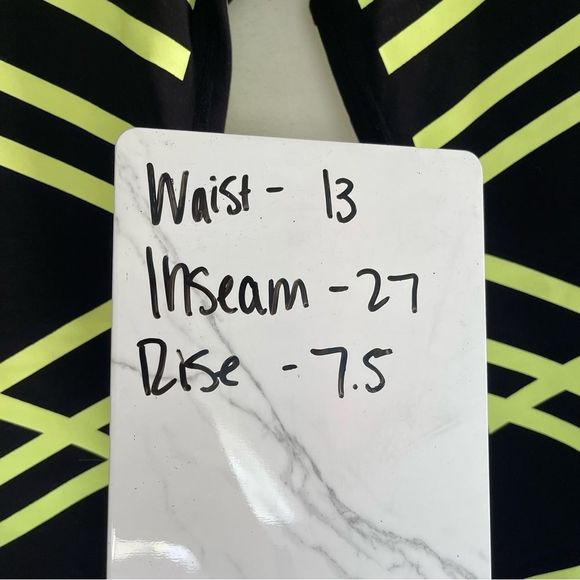 Waist - 13
Inseam - 27
Rise - 7.5